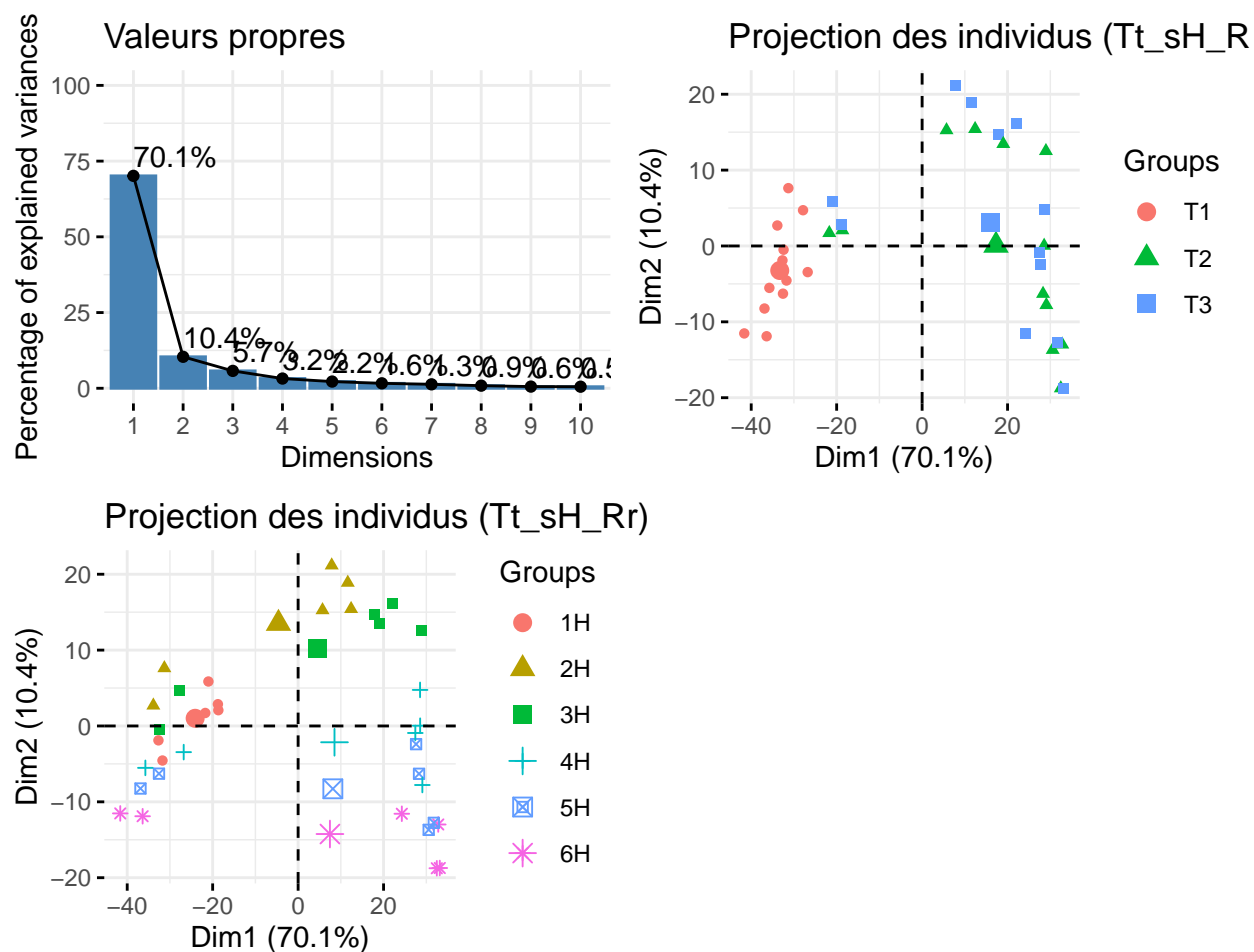 Valeurs propres
Percentage of explained variances
100
75
50
25
0
70.1%
10.4%
5.7%
3.2%
2.2%
1.6%
1.3%
0.9%
0.6%
0.5
1 2 3 4 5 6 7 8 9 10
Dimensions
Projection des individus (Tt_sH_R
Dim2 (10.4%)
20
10
0
−10
−20
−40 −20 0 20
Dim1 (70.1%)
Groups
T1
T2
T3
Projection des individus (Tt_sH_Rr)
Dim2 (10.4%)
20
10
0
−10
−20
−40 −20 0 20
Dim1 (70.1%)
Groups
1H
2H
3H
4H
5H
6H